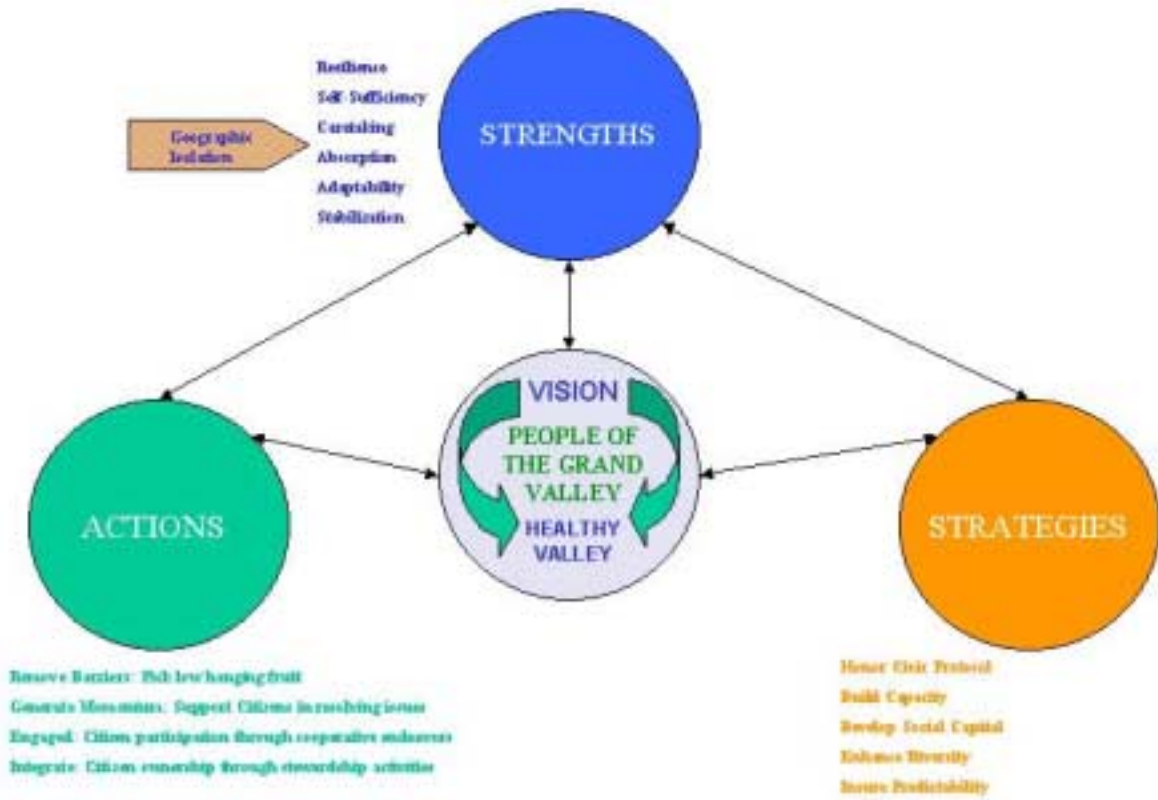 Resilience
Self-Sufficiency
Caretaking
Absorption
Adaptability
Stabilization
Geographic
Isolation
STRENGTHS
VISION
PEOPLE OF
THE GRAND
VALLEY
HEALTHY
VALLEY
ACTIONS
STRATEGIES
Remove Barriers: Pick low hanging fruit
Generate Momentum: Support Citizens in resolving issues
Engaged: Citizen participation through cooperative endeavors
Integrate: Citizen ownership through stewardship activities
Honor Civic Protocol
Build Capacity
Develop Social Capital
Enhance Diversity
Insure Predictability